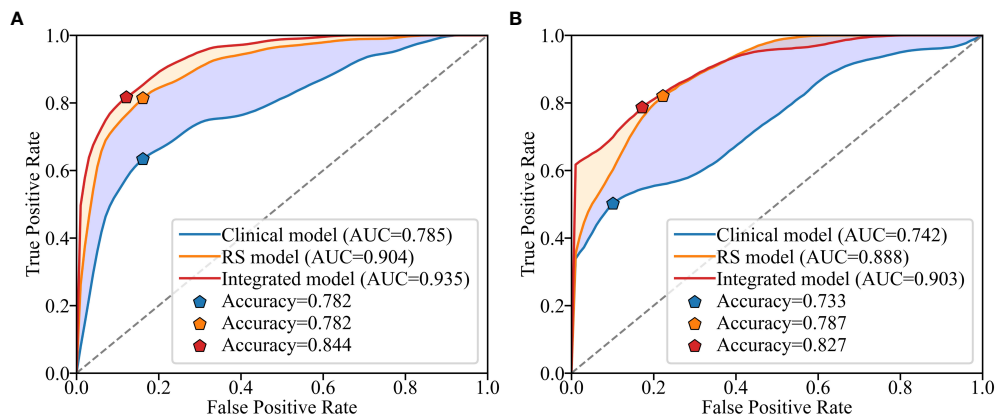 A
True Positive Rate
1.0
0.8
0.6
0.4
0.2
0.0
Clinical model (AUC=0.785)
RS model (AUC=0.904)
Integrated model (AUC=0.935)
Accuracy=0.782
Accuracy=0.782
Accuracy=0.844
0.0 0.2 0.4 0.6 0.8 1.0
False Positive Rate
B
True Positive Rate
1.0
0.8
0.6
0.4
0.2
0.0
Clinical model (AUC=0.742)
RS model (AUC=0.888)
Integrated model (AUC=0.903)
Accuracy=0.733
Accuracy=0.787
Accuracy=0.827
0.0 0.2 0.4 0.6 0.8 1.0
False Positive Rate